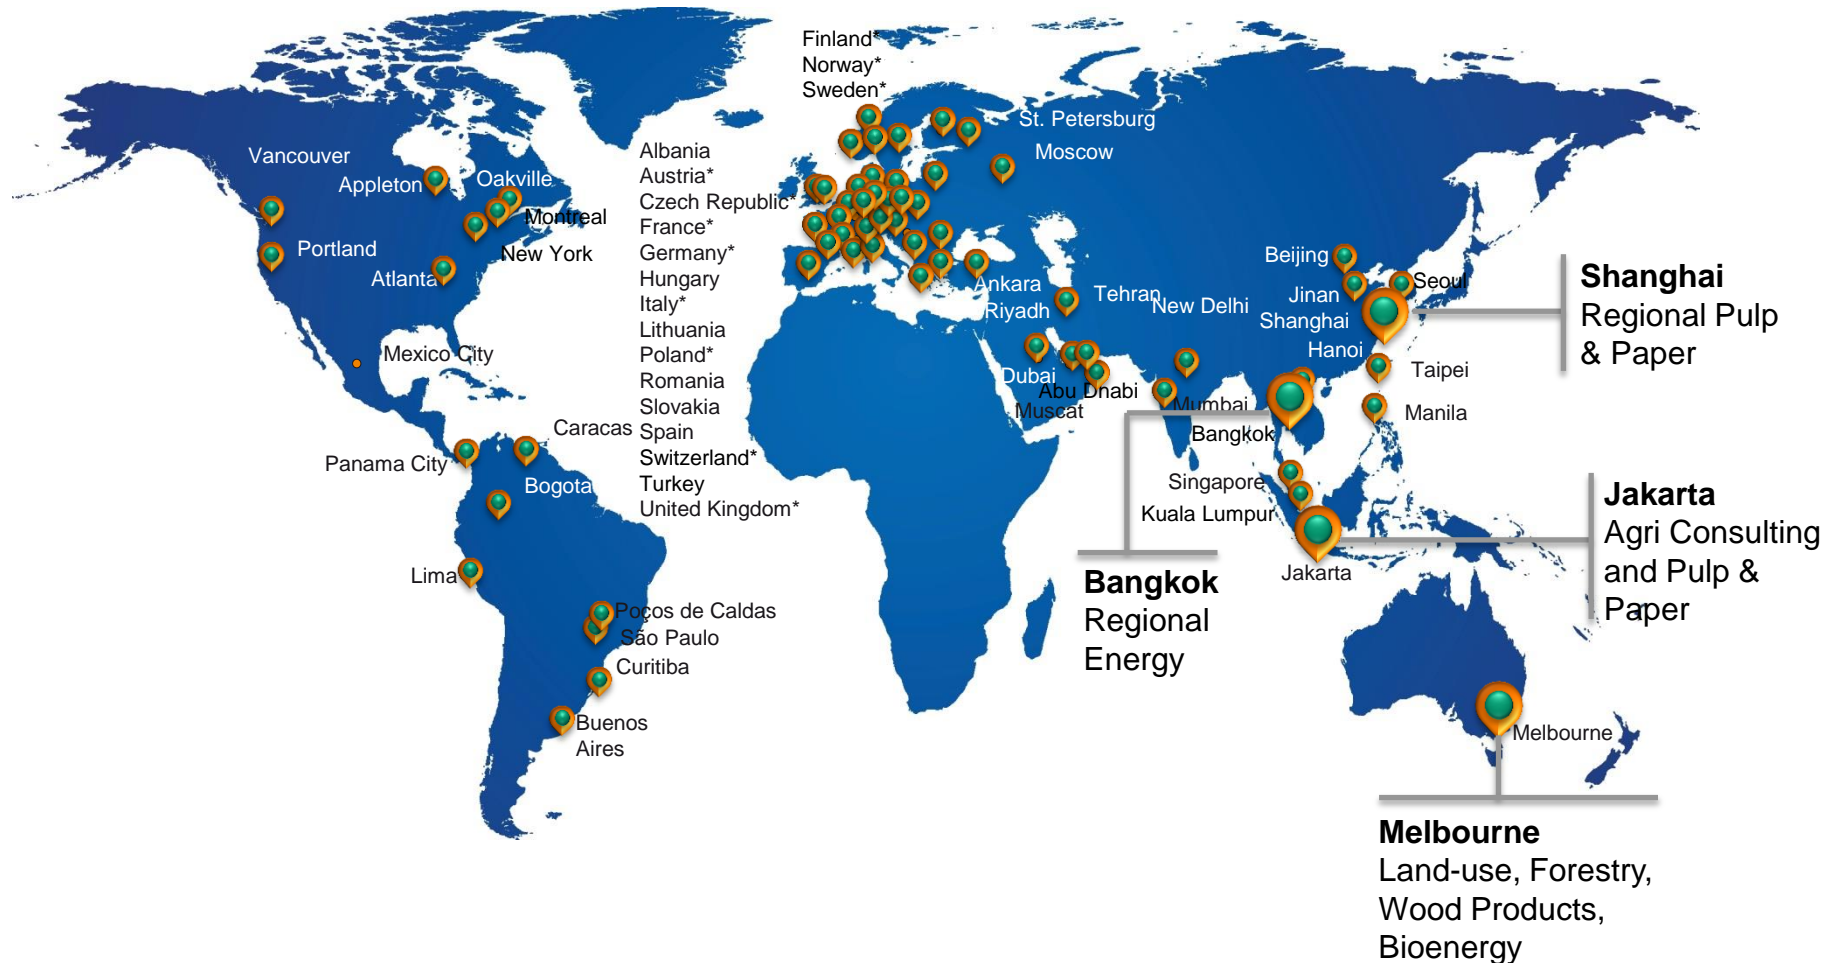 Finland*
Norway*
Sweden*
St. Petersburg
Moscow
Vancouver
Appleton
Oakville
Montreal
New York
Portland
Atlanta
Mexico City
Albania
Austria*
Czech Republic*
France*
Germany*
Hungary
Italy*
Lithuania
Poland*
Romania
Slovakia
Spain
Switzerland*
Turkey
United Kingdom*
Ankara
Riyadh
Tehran
New Delhi
Dubai
Abu Dhabi
Muscat
Mumbai
Bangkok
Beijing
Seoul
Jinan
Shanghai
Hanoi
Taipei
Manila
Singapore
Kuala Lumpur
Jakarta
Caracas
Panama City
Bogota
Lima
Poços de Caldas
São Paulo
Curitiba
Buenos
Aires
Melbourne
Shanghai
Regional Pulp
& Paper
Jakarta
Agri Consulting
and Pulp &
Paper
Bangkok
Regional
Energy
Melbourne
Land-use, Forestry,
Wood Products,
Bioenergy